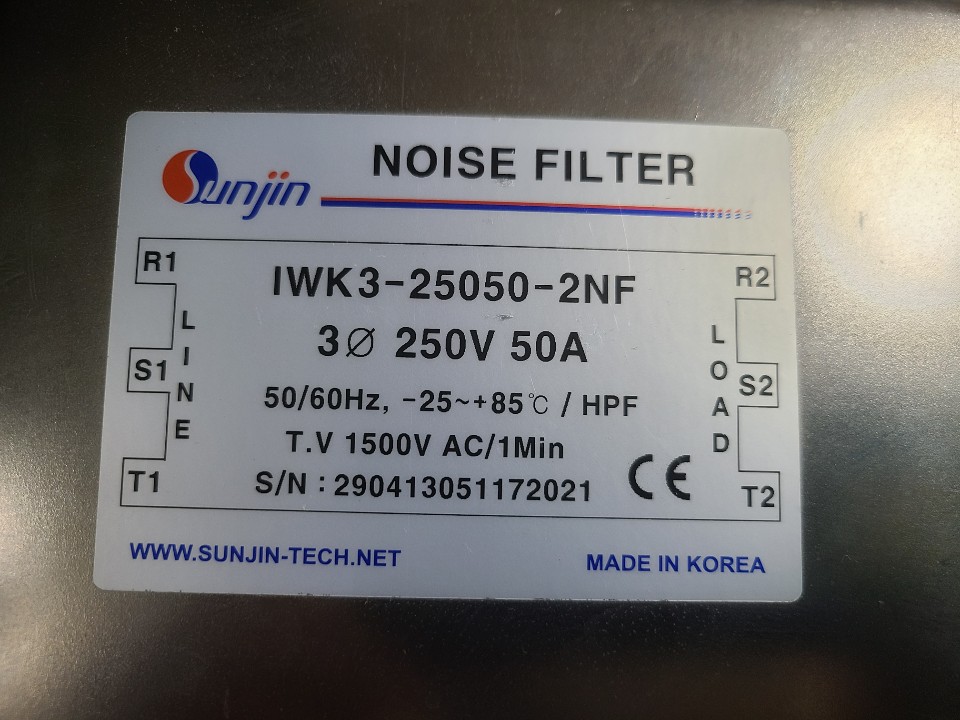 Sunjin
NOISE FILTER
R1
R2
IWK3-25050-2NF
3Ø 250V 50A
LINE
LOAD
S1
S2
50/60Hz, -25~+85℃ / HPF
T.V 1500V AC/1Min
T1
T2
S/N : 290413051172021
CE
WWW.SUNJIN-TECH.NET
MADE IN KOREA